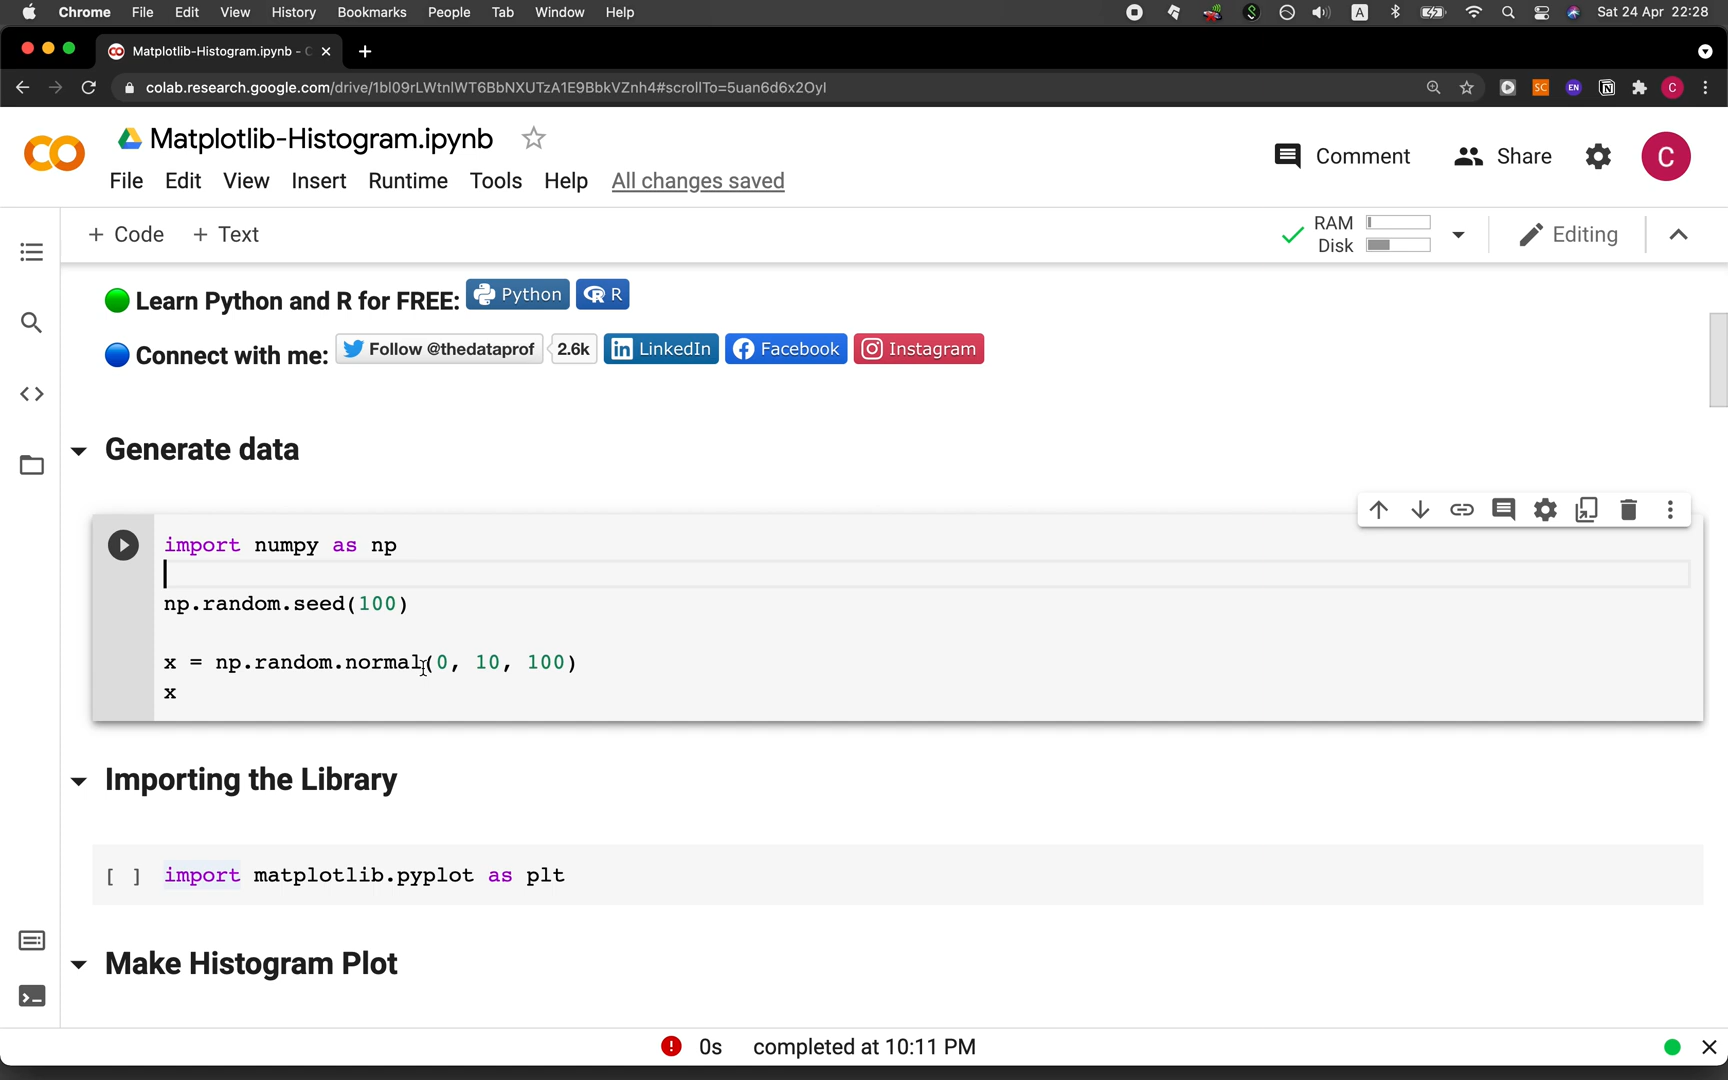 Chrome File Edit View History Bookmarks People Tab Window Help A Sat 24 Apr 22:28
Matplotlib-Histogram.ipynb - C
colab.research.google.com/drive/1bl09rLWtnlWT6BbNXUTzA1E9BbkVZnh4#scrollTo=5uan6d6x2Oyl SC EN C
Matplotlib-Histogram.ipynb Comment Share C
File Edit View Insert Runtime Tools Help All changes saved
+ Code + Text RAM Disk Editing
Learn Python and R for FREE: Python R
Connect with me: Follow @thedataprof 2.6k LinkedIn Facebook Instagram
Generate data
import numpy as np
np.random.seed(100)
x = np.random.normal(0, 10, 100)
x
Importing the Library
[ ] import matplotlib.pyplot as plt
Make Histogram Plot
0s completed at 10:11 PM